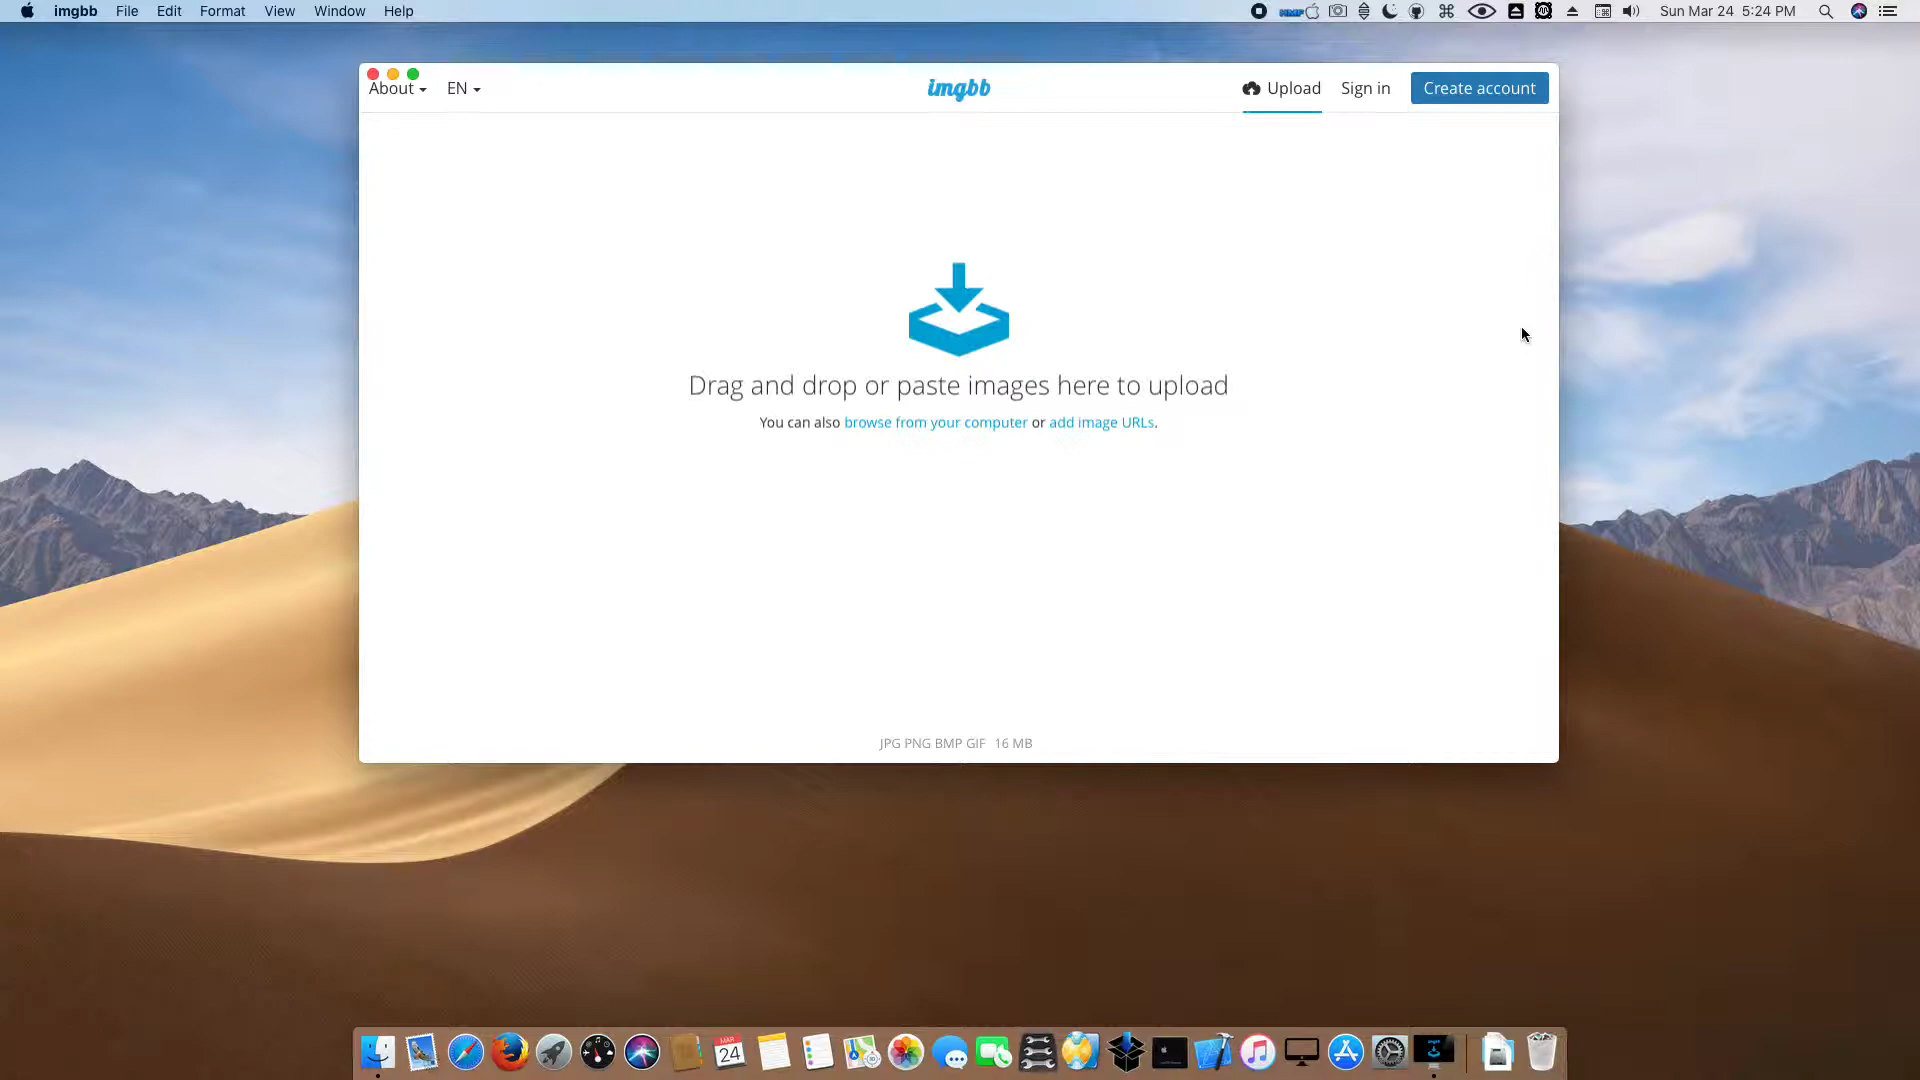 imgbb File Edit Format View Window Help
HMF
Sun Mar 24 5:24 PM
About EN imgbb Upload Sign in Create account
Drag and drop or paste images here to upload
You can also browse from your computer or add image URLs.
JPG PNG BMP GIF 16 MB
MAR
24